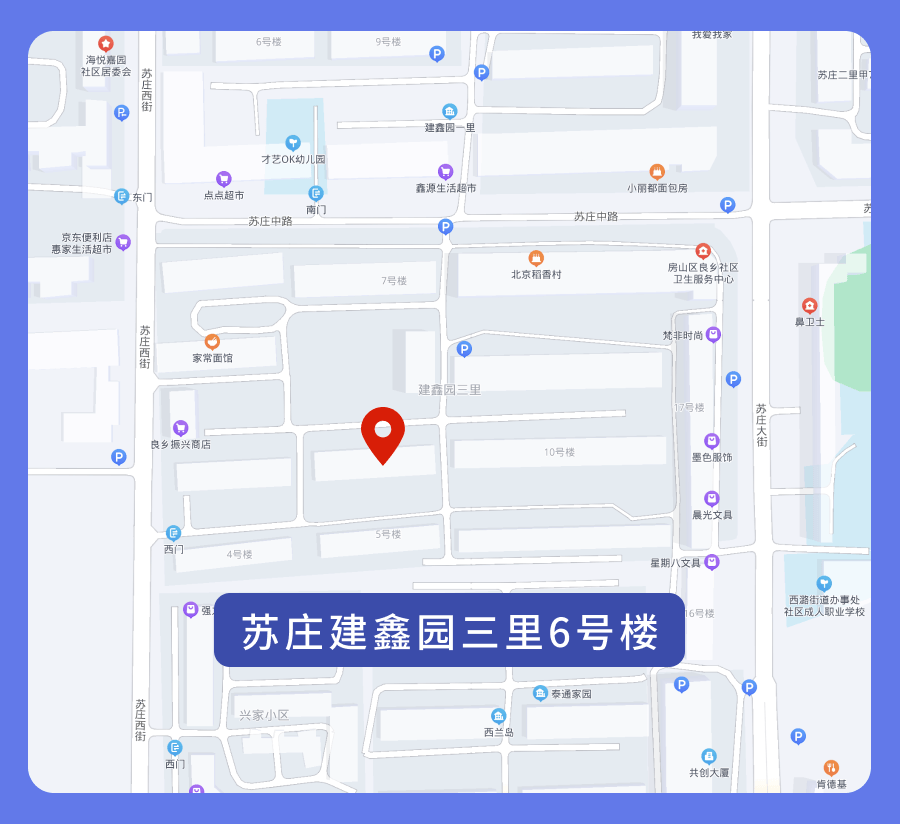 6号楼
9号楼
我爱我家
海悦嘉园
社区居委会
苏庄西街
苏庄二里甲
P
P
P
建鑫园一里
才艺OK幼儿园
点点超市
鑫源生活超市
小丽都面包房
东门
南门
P
苏庄中路
苏庄中路
苏
P
京东便利店
惠家生活超市
北京稻香村
房山区良乡社区
卫生服务中心
7号楼
鼻卫士
苏庄西街
家常面馆
P
梵非时尚
P
建鑫园三里
17号楼
苏庄大街
良乡振兴商店
P
10号楼
墨色服饰
晨光文具
西门
5号楼
4号楼
星期八文具
西潞街道办事处
社区成人职业学校
强
苏庄建鑫园三里6号楼
16号楼
P
P
泰通家园
苏庄西街
兴家小区
西兰岛
P
西门
共创大厦
肯德基